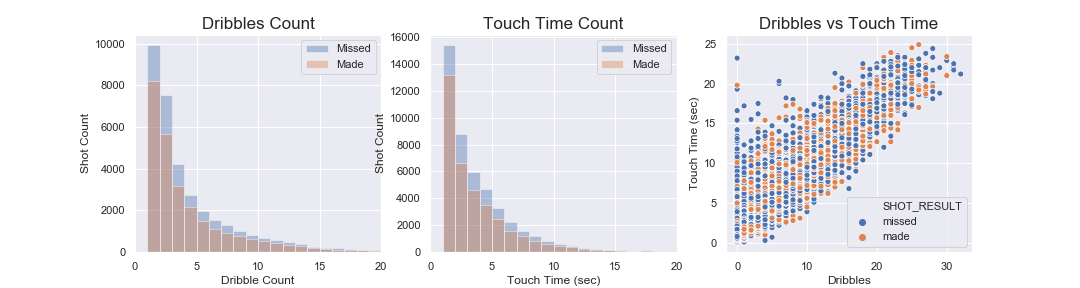 Dribbles Count
Shot Count
10000
8000
6000
4000
2000
0
0 5 10 15 20
Dribble Count
Missed
Made
Touch Time Count
Shot Count
16000
14000
12000
10000
8000
6000
4000
2000
0
0 5 10 15 20
Touch Time (sec)
Missed
Made
Dribbles vs Touch Time
Touch Time (sec)
25
20
15
10
5
0
0 10 20 30
Dribbles
SHOT_RESULT
missed
made